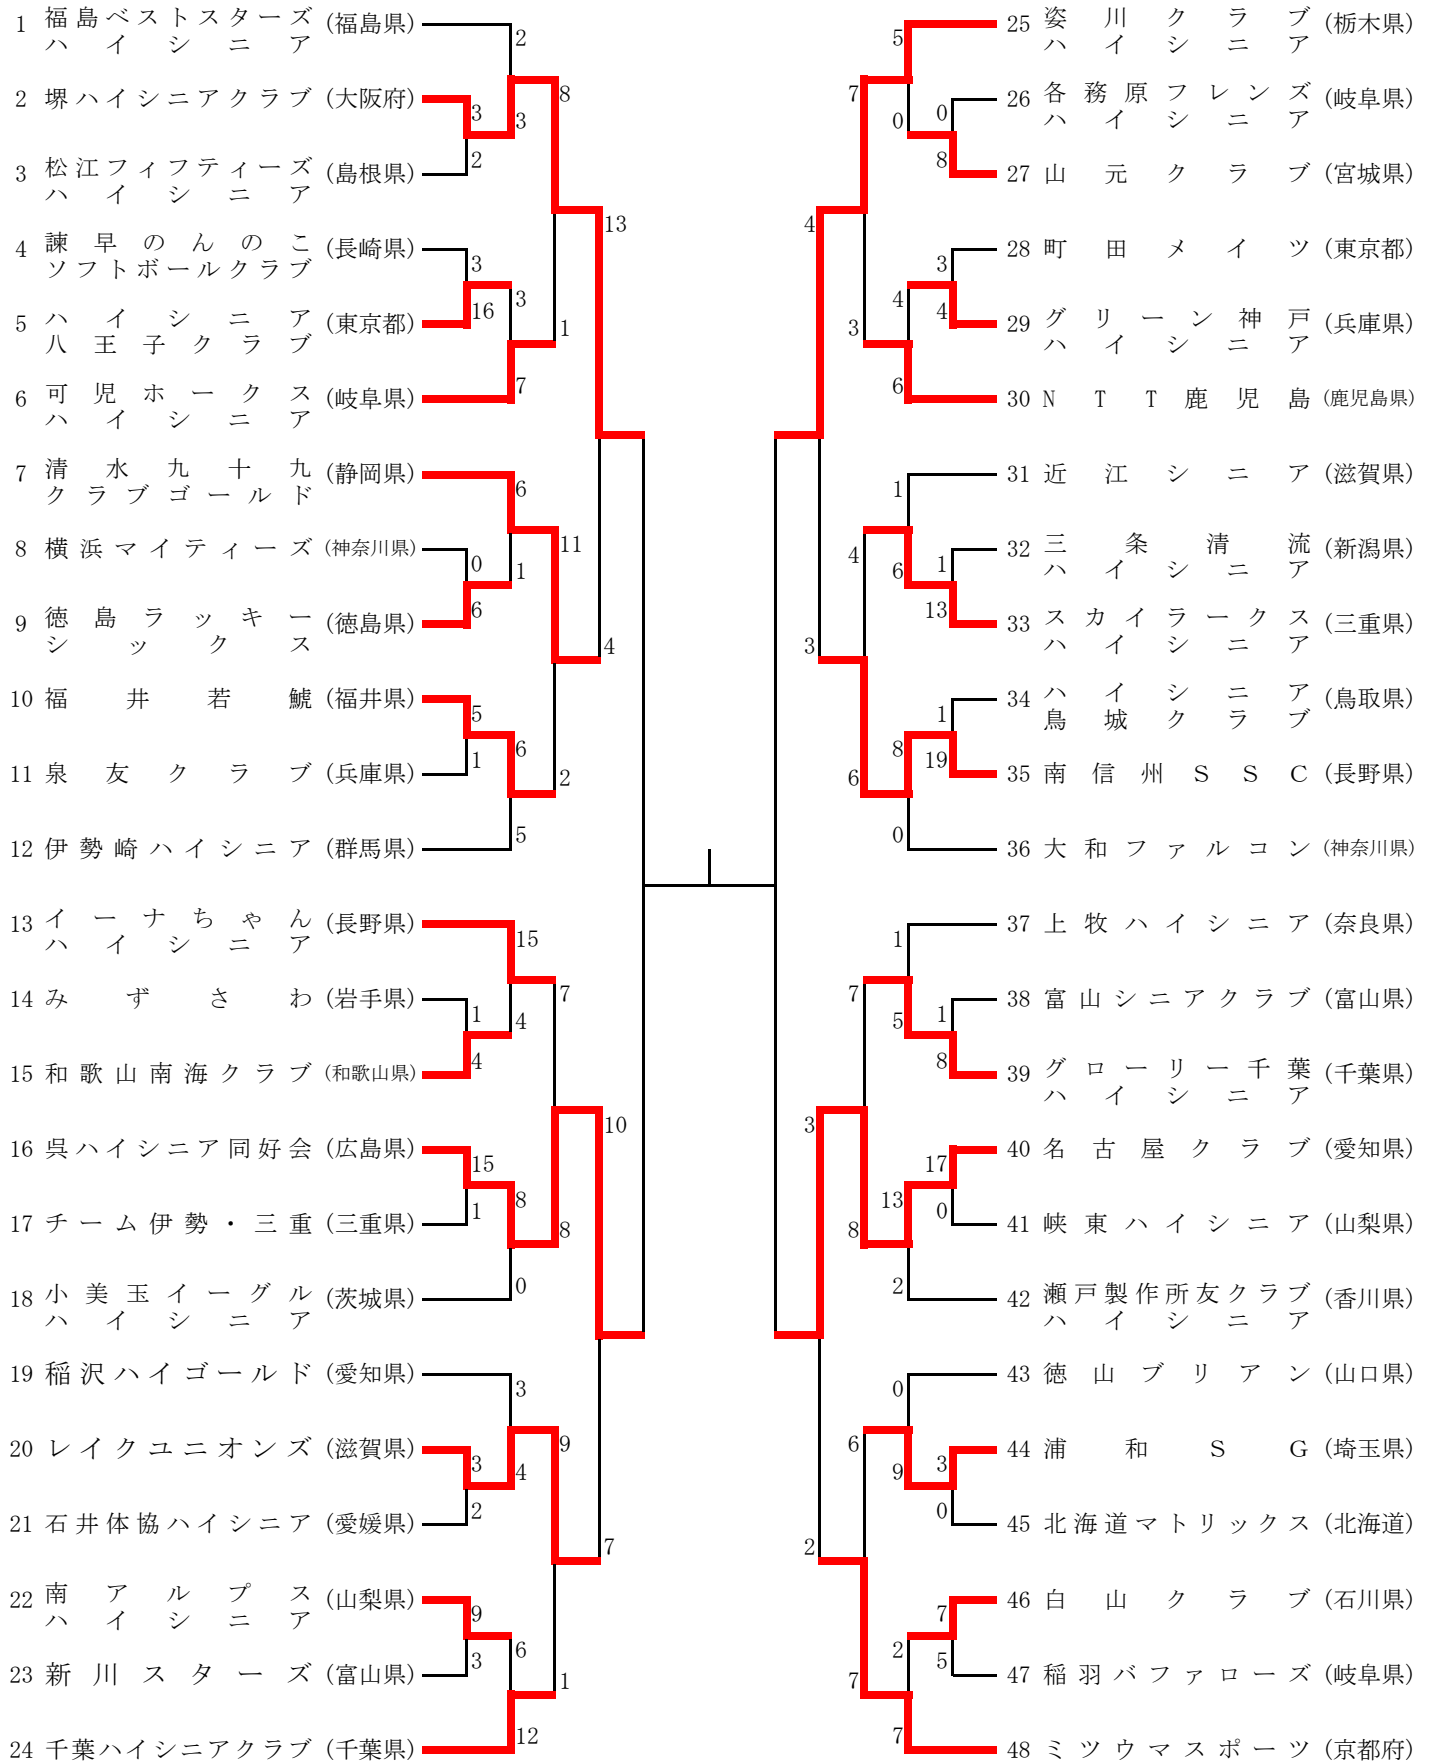 1 福島ベストスターズ (福島県)
ハイシニア
2
2 堺ハイシニアクラブ (大阪府)
3
8
3
2
3 松江フィフティーズ (島根県)
ハイシニア
13
4 諫早のんのこ (長崎県)
ソフトボールクラブ
3
3
16
5 ハイシニア (東京都)
八王子クラブ
1
7
6 可児ホークス (岐阜県)
ハイシニア
7 清水九十九 (静岡県)
クラブゴールド
6
11
8 横浜マイティーズ (神奈川県)
0
1
6
9 徳島ラッキー (徳島県)
シックス
4
10 福井若鯱 (福井県)
5
6
1
11 泉友クラブ (兵庫県)
2
5
12 伊勢崎ハイシニア (群馬県)
13 イーナちゃん (長野県)
ハイシニア
15
7
14 みずさわ (岩手県)
1
4
4
15 和歌山南海クラブ (和歌山県)
10
16 呉ハイシニア同好会 (広島県)
15
8
1
17 チーム伊勢・三重 (三重県)
8
0
18 小美玉イーグル (茨城県)
ハイシニア
19 稲沢ハイゴールド (愛知県)
3
9
20 レイクユニオンズ (滋賀県)
3
4
2
21 石井体協ハイシニア (愛媛県)
7
22 南アルプス (山梨県)
ハイシニア
9
6
3
23 新川スターズ (富山県)
1
12
24 千葉ハイシニアクラブ (千葉県)
25 姿川クラブ (栃木県)
ハイシニア
5
7
26 各務原フレンズ (岐阜県)
ハイシニア
0
0
8
27 山元クラブ (宮城県)
4
28 町田メイツ (東京都)
3
4
4
29 グリーン神戸 (兵庫県)
ハイシニア
3
6
30 NTT鹿児島 (鹿児島県)
31 近江シニア (滋賀県)
1
4
32 三条清流 (新潟県)
ハイシニア
6
1
13
33 スカイラークス (三重県)
ハイシニア
3
34 ハイシニア (鳥取県)
鳥城クラブ
1
8
19
35 南信州SSC (長野県)
6
0
36 大和ファルコン (神奈川県)
37 上牧ハイシニア (奈良県)
1
7
38 富山シニアクラブ (富山県)
5
1
8
39 グローリー千葉 (千葉県)
ハイシニア
3
40 名古屋クラブ (愛知県)
17
13
0
41 峡東ハイシニア (山梨県)
8
2
42 瀬戸製作所友クラブ (香川県)
ハイシニア
43 徳山ブリアン (山口県)
0
6
44 浦和SG (埼玉県)
9
3
0
45 北海道マトリックス (北海道)
2
46 白山クラブ (石川県)
7
2
5
47 稲羽バファローズ (岐阜県)
7
7
48 ミツウマスポーツ (京都府)